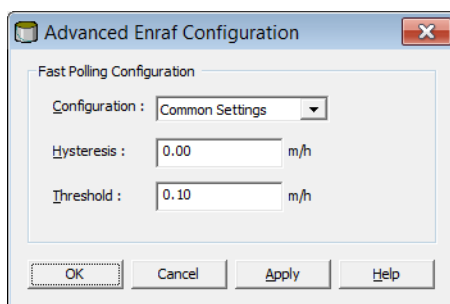 Advanced Enraf Configuration
Fast Polling Configuration
Configuration : Common Settings
Hysteresis : 0.00 m/h
Threshold : 0.10 m/h
OK Cancel Apply Help